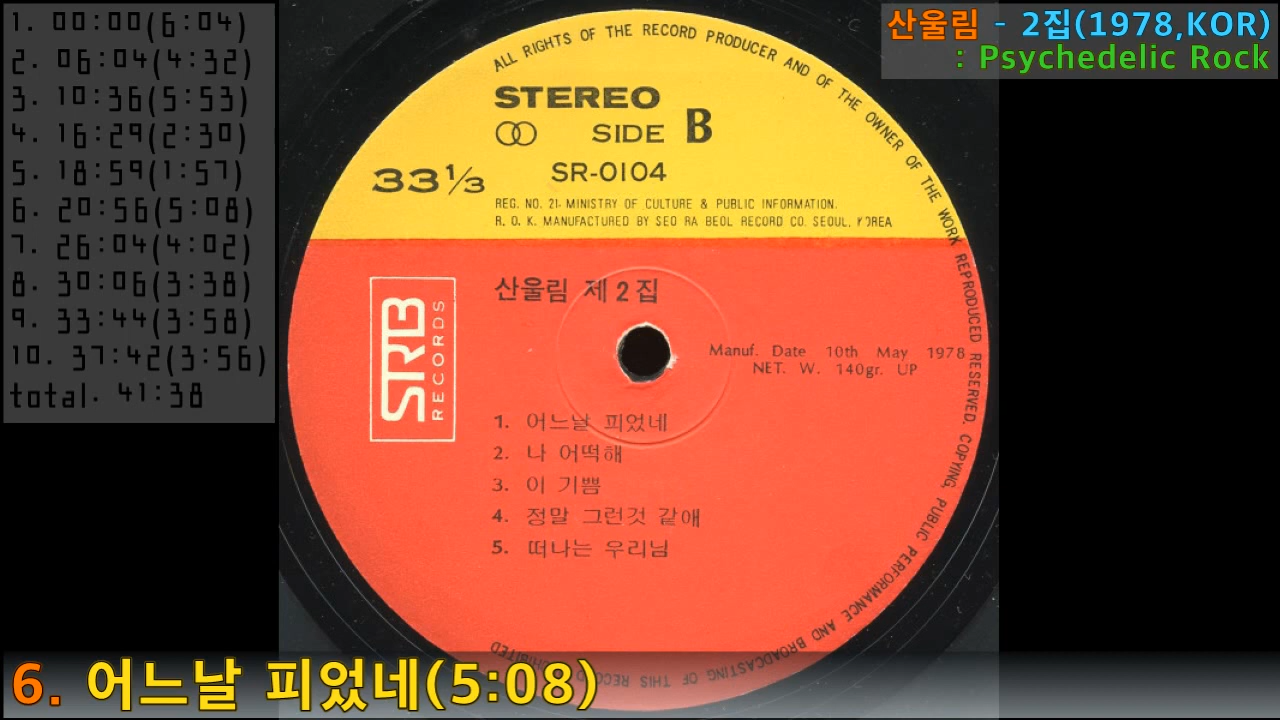 1. 00:00(6:04)
2. 06:04(4:32)
3. 10:36(5:53)
4. 16:29(2:30)
5. 18:59(1:57)
6. 20:56(5:08)
7. 26:04(4:02)
8. 30:06(3:38)
9. 33:44(3:58)
10. 37:42(3:56)
total. 41:38
산울림 - 2집(1978,KOR)
: Psychedelic Rock
ALL RIGHTS OF THE RECORD PRODUCER AND OF THE OWNER OF THE WORK REPRODUCED RESERVED. COPYING, PUBLIC PERFORMANCE AND BROADCASTING OF THIS RECORD PROHIBITED
STEREO
SIDE B
33 1/3
SR-0104
REG. NO. 21. MINISTRY OF CULTURE & PUBLIC INFORMATION.
R. O. K. MANUFACTURED BY SEO RA BEOL RECORD CO. SEOUL, KOREA
SRB
RECORDS
산울림 제 2 집
Manuf. Date 10th May 1978
NET. W. 140gr. UP
1. 어느날 피었네
2. 나 어떡해
3. 이 기쁨
4. 정말 그런것 같애
5. 떠나는 우리님
6. 어느날 피었네(5:08)